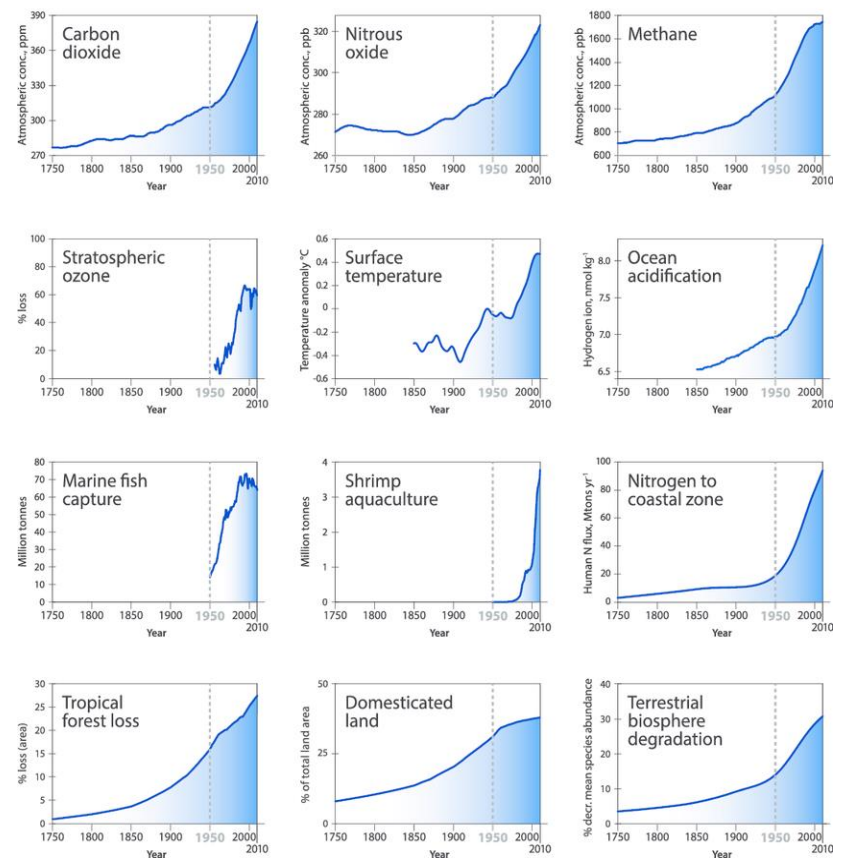 Carbon
dioxide
Atmospheric conc., ppm
390
360
330
300
270
1750 1800 1850 1900 1950 2000
2010
Year
Nitrous
oxide
Atmospheric conc., ppb
320
300
280
260
1750 1800 1850 1900 1950 2000
2010
Year
Methane
Atmospheric conc., ppb
1800
1600
1400
1200
1000
800
600
1750 1800 1850 1900 1950 2000
2010
Year
Stratospheric
ozone
% loss
100
80
60
40
20
0
1750 1800 1850 1900 1950 2000
2010
Year
Surface
temperature
Temperature anomaly °C
0.6
0.4
0.2
0
-0.2
-0.4
-0.6
1750 1800 1850 1900 1950 2000
2010
Year
Ocean
acidification
Hydrogen ion, nmol kg⁻¹
8.0
7.5
7.0
6.5
1750 1800 1850 1900 1950 2000
2010
Year
Marine fish
capture
Million tonnes
80
70
60
50
40
30
20
10
0
1750 1800 1850 1900 1950 2000
2010
Year
Shrimp
aquaculture
Million tonnes
4
3
2
1
0
1750 1800 1850 1900 1950 2000
2010
Year
Nitrogen to
coastal zone
Human N flux, Mtons yr⁻¹
100
80
60
40
20
0
1750 1800 1850 1900 1950 2000
2010
Year
Tropical
forest loss
% loss (area)
30
25
20
15
10
5
0
1750 1800 1850 1900 1950 2000
2010
Year
Domesticated
land
% of total land area
50
25
0
1750 1800 1850 1900 1950 2000
2010
Year
Terrestrial
biosphere
degradation
% decr. mean species abundance
40
30
20
10
0
1750 1800 1850 1900 1950 2000
2010
Year